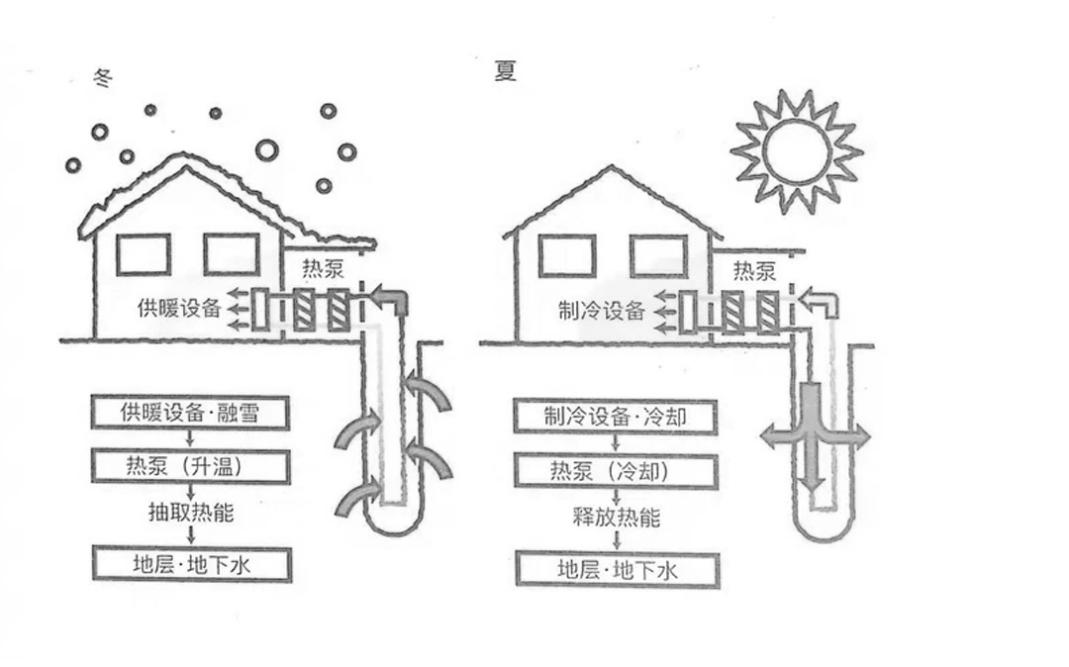 冬
热泵
供暖设备
供暖设备·融雪
热泵（升温）
抽取热能
地层·地下水
夏
热泵
制冷设备
制冷设备·冷却
热泵（冷却）
释放热能
地层·地下水